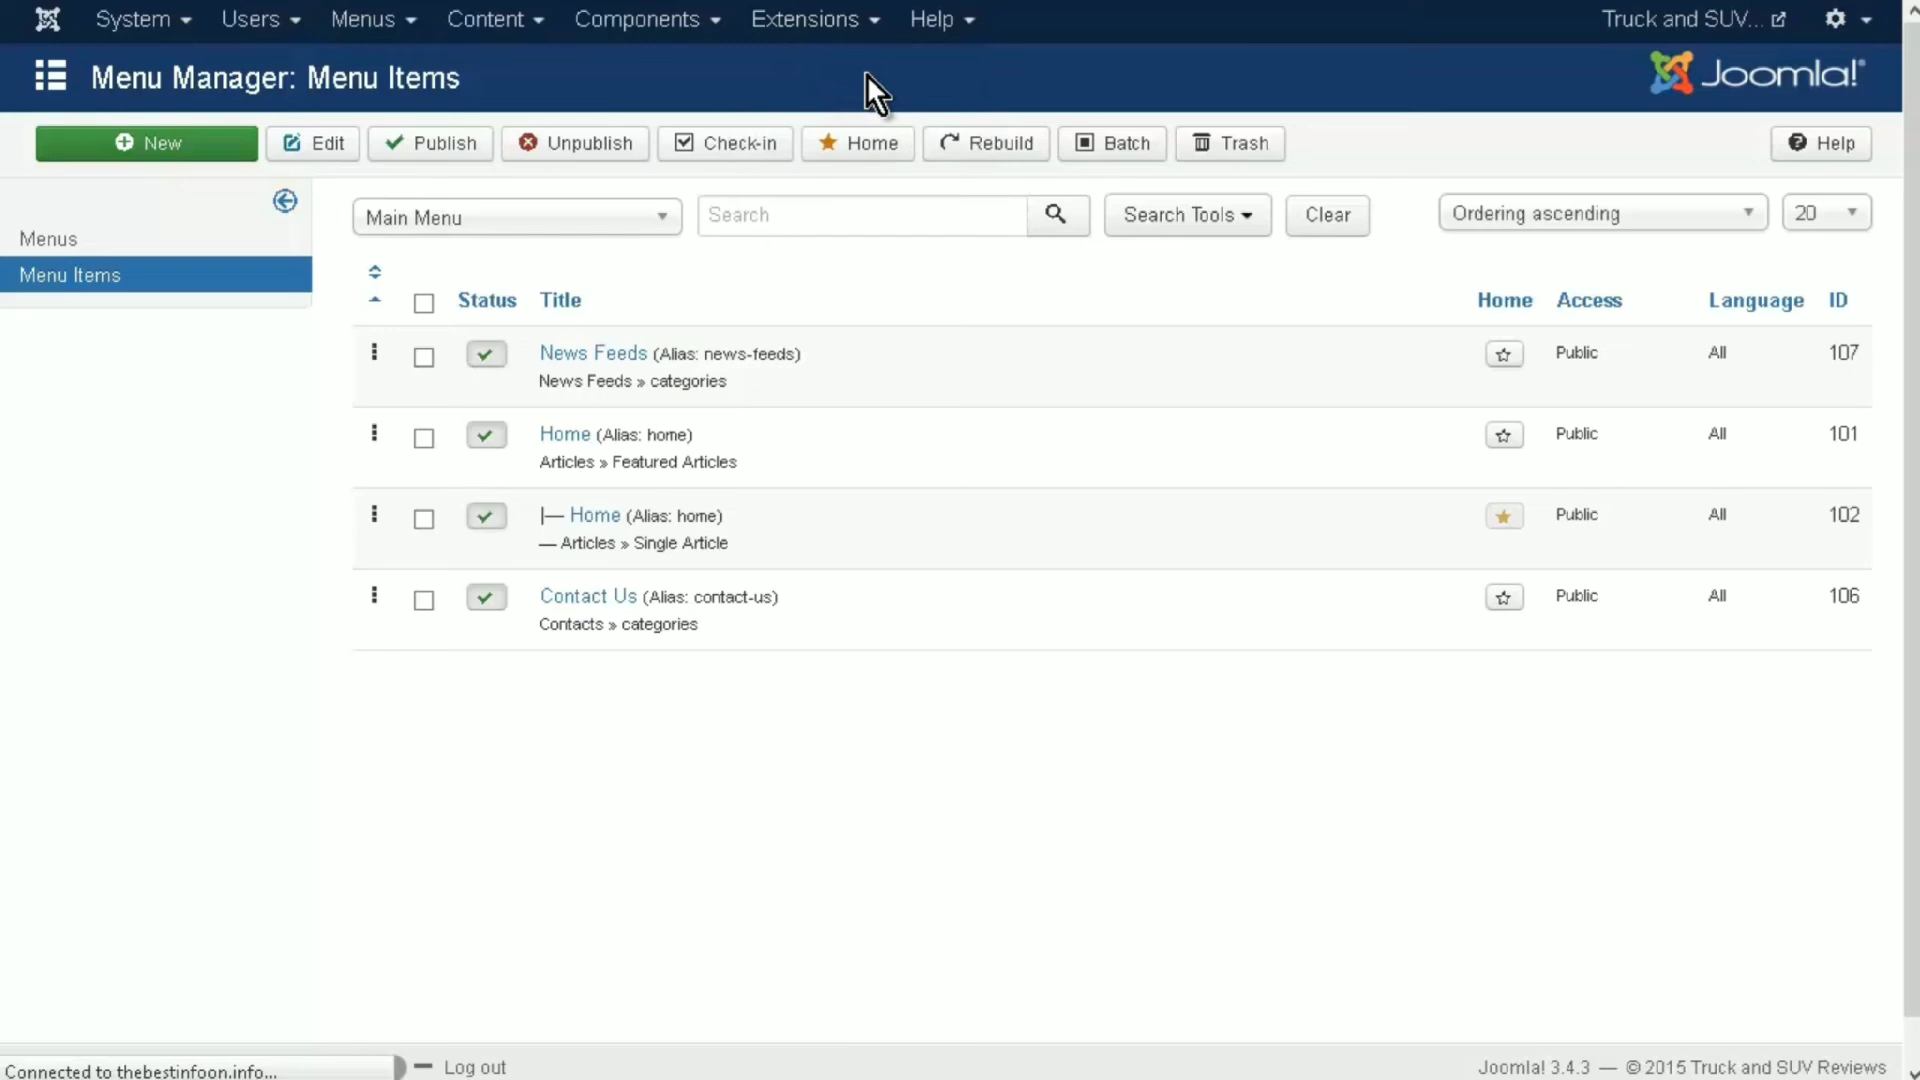 System Users Menus Content Components Extensions Help Truck and SUV...
Menu Manager: Menu Items Joomla!®
New Edit Publish Unpublish Check-in Home Rebuild Batch Trash Help
Main Menu Search Search Tools Clear Ordering ascending 20
Menus
Menu Items
Status Title Home Access Language ID
News Feeds (Alias: news-feeds) Public All 107
News Feeds » categories
Home (Alias: home) Public All 101
Articles » Featured Articles
|— Home (Alias: home) Public All 102
— Articles » Single Article
Contact Us (Alias: contact-us) Public All 106
Contacts » categories
Connected to thebestinfoon.info... Log out Joomla! 3.4.3 — © 2015 Truck and SUV Reviews